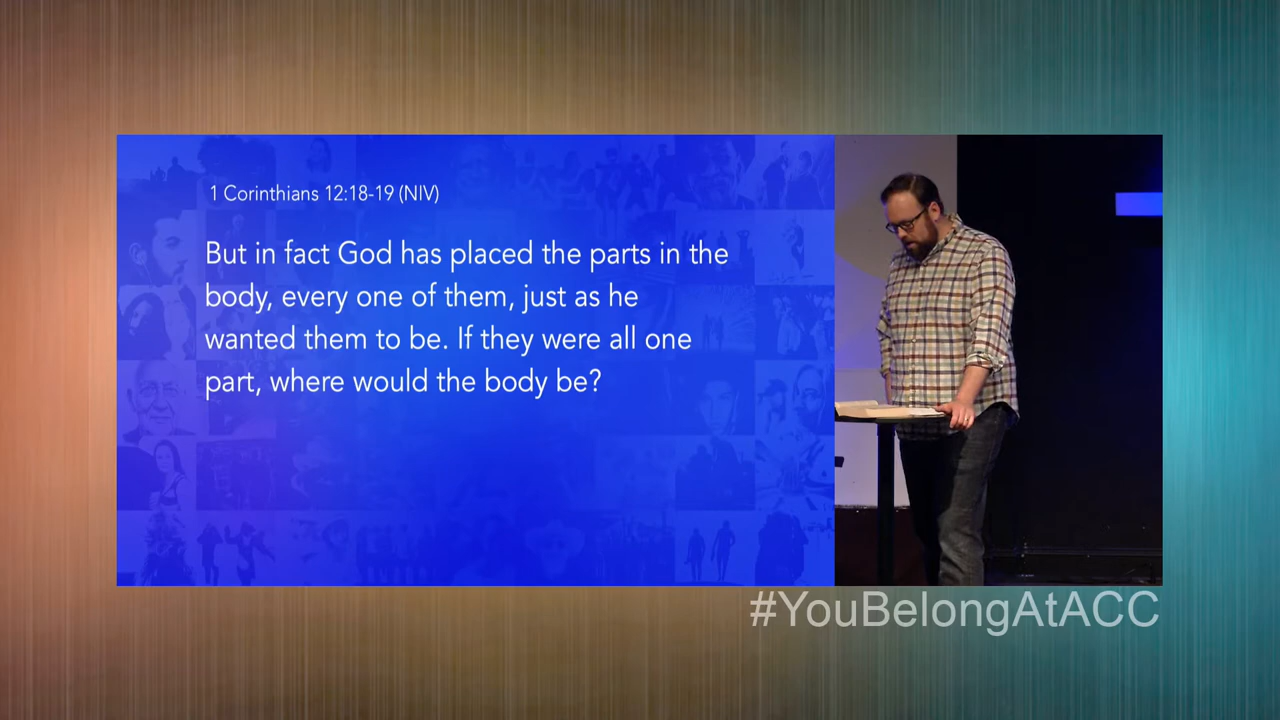 1 Corinthians 12:18-19 (NIV)
But in fact God has placed the parts in the
body, every one of them, just as he
wanted them to be. If they were all one
part, where would the body be?
#YouBelongAtACC